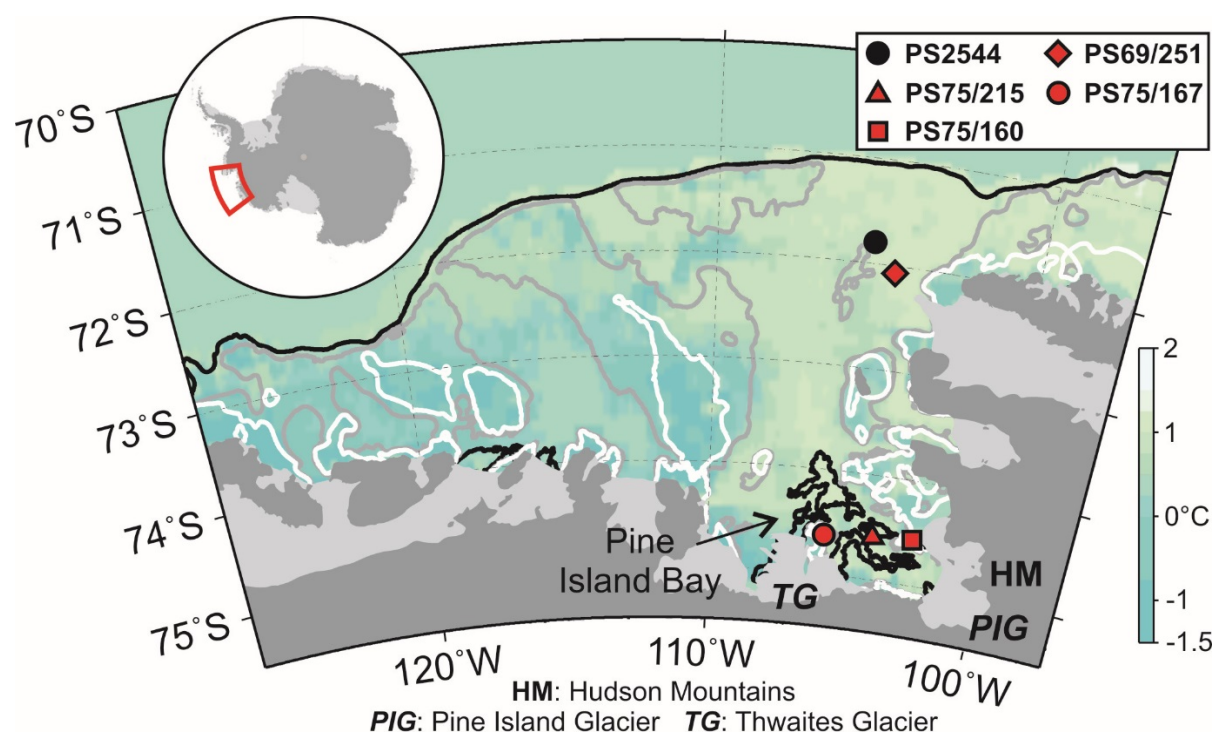 PS2544
PS69/251
PS75/215
PS75/167
PS75/160
70°S
71°S
72°S
73°S
74°S
75°S
2
1
0°C
-1
-1.5
Pine
Island Bay
TG
HM
PIG
120°W
110°W
100°W
HM: Hudson Mountains
PIG: Pine Island Glacier TG: Thwaites Glacier